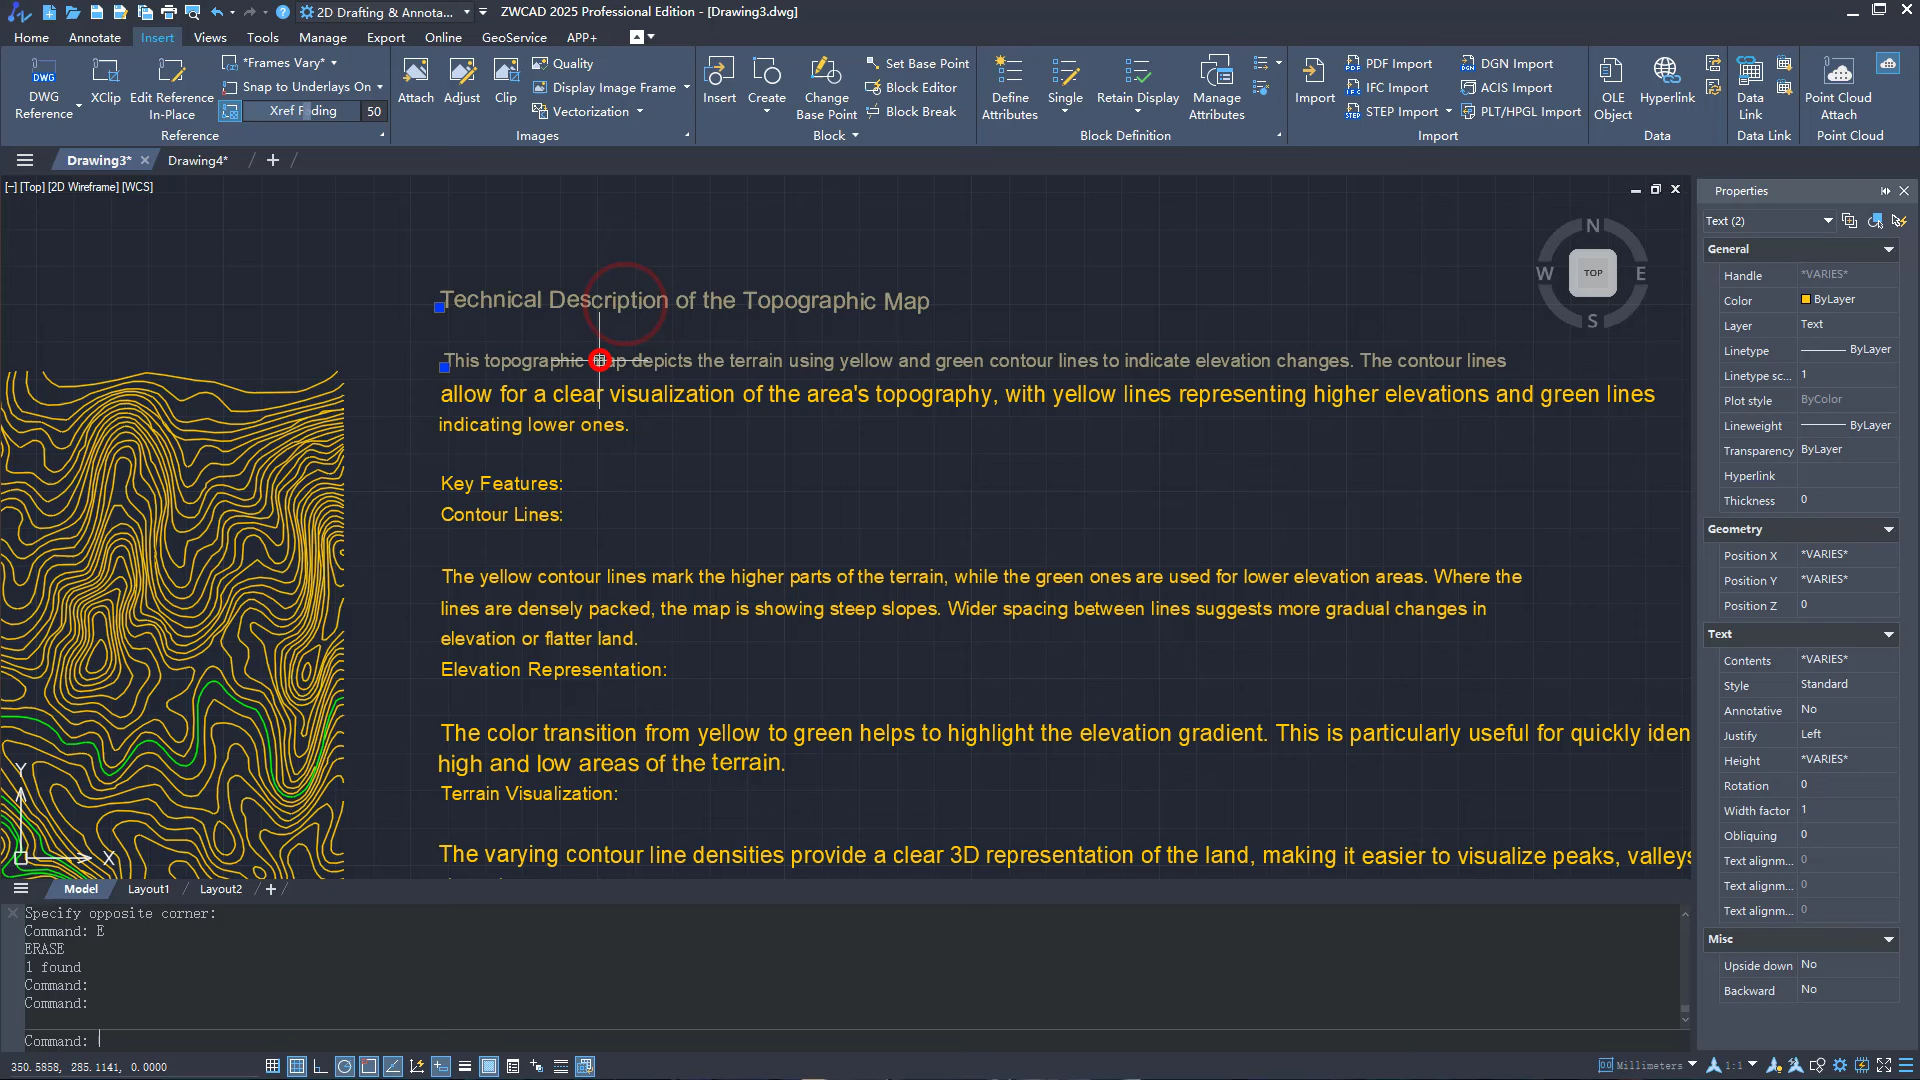 2D Drafting & Annota...
ZWCAD 2025 Professional Edition - [Drawing3.dwg]
Home Annotate Insert Views Tools Manage Export Online GeoService APP+
DWG Reference
XClip
Edit Reference In-Place
*Frames Vary*
Snap to Underlays On
Xref Fading 50
Reference
Attach
Adjust
Clip
Quality
Display Image Frame
Vectorization
Images
Insert
Create
Change Base Point
Set Base Point
Block Editor
Block Break
Block
Define Attributes
Single
Retain Display
Manage Attributes
Block Definition
Import
PDF Import
IFC Import
STEP Import
DGN Import
ACIS Import
PLT/HPGL Import
Import
OLE Object
Hyperlink
Data
Data Link
Data Link
Point Cloud Attach
Point Cloud
Drawing3* Drawing4*
[−] [Top] [2D Wireframe] [WCS]
N
W TOP E
S
Technical Description of the Topographic Map
This topographic map depicts the terrain using yellow and green contour lines to indicate elevation changes. The contour lines
allow for a clear visualization of the area's topography, with yellow lines representing higher elevations and green lines
indicating lower ones.
Key Features:
Contour Lines:
The yellow contour lines mark the higher parts of the terrain, while the green ones are used for lower elevation areas. Where the
lines are densely packed, the map is showing steep slopes. Wider spacing between lines suggests more gradual changes in
elevation or flatter land.
Elevation Representation:
The color transition from yellow to green helps to highlight the elevation gradient. This is particularly useful for quickly iden
high and low areas of the terrain.
Terrain Visualization:
The varying contour line densities provide a clear 3D representation of the land, making it easier to visualize peaks, valleys
Y
X
Properties
Text (2)
General
Handle *VARIES*
Color ByLayer
Layer Text
Linetype ByLayer
Linetype sc... 1
Plot style ByColor
Lineweight ByLayer
Transparency ByLayer
Hyperlink
Thickness 0
Geometry
Position X *VARIES*
Position Y *VARIES*
Position Z 0
Text
Contents *VARIES*
Style Standard
Annotative No
Justify Left
Height *VARIES*
Rotation 0
Width factor 1
Obliquing 0
Text alignm... 0
Text alignm... 0
Text alignm... 0
Misc
Upside down No
Backward No
Model Layout1 Layout2
Specify opposite corner:
Command: E
ERASE
1 found
Command:
Command:
Command:
350.5858, 285.1141, 0.0000
Millimeters 1:1